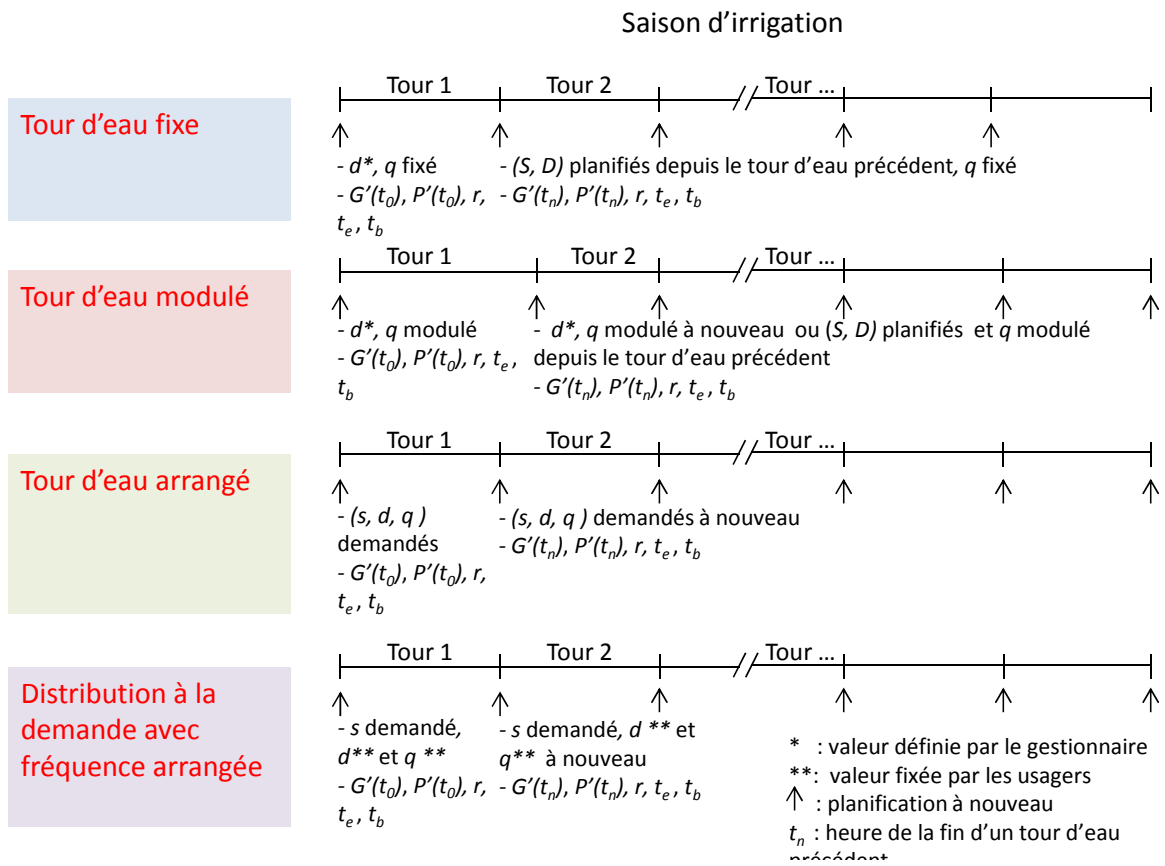 Saison d'irrigation
Tour d'eau fixe
Tour 1
Tour 2
Tour ...
- d*, q fixé
- G'(t0), P'(t0), r,
te, tb
- (S, D) planifiés depuis le tour d'eau précédent, q fixé
- G'(tn), P'(tn), r, te, tb
Tour d'eau modulé
Tour 1
Tour 2
Tour ...
- d*, q modulé
- G'(t0), P'(t0), r, te,
tb
- d*, q modulé à nouveau ou (S, D) planifiés et q modulé
depuis le tour d'eau précédent
- G'(tn), P'(tn), r, te, tb
Tour d'eau arrangé
Tour 1
Tour 2
Tour ...
- (s, d, q )
demandés
- G'(t0), P'(t0), r,
te, tb
- (s, d, q ) demandés à nouveau
- G'(tn), P'(tn), r, te, tb
Distribution à la
demande avec
fréquence arrangée
Tour 1
Tour 2
Tour ...
- s demandé,
d** et q **
- G'(t0), P'(t0), r,
te, tb
- s demandé, d ** et
q** à nouveau
- G'(tn), P'(tn), r, te, tb
* : valeur définie par le gestionnaire
**: valeur fixée par les usagers
↑ : planification à nouveau
tn : heure de la fin d'un tour d'eau
précédent